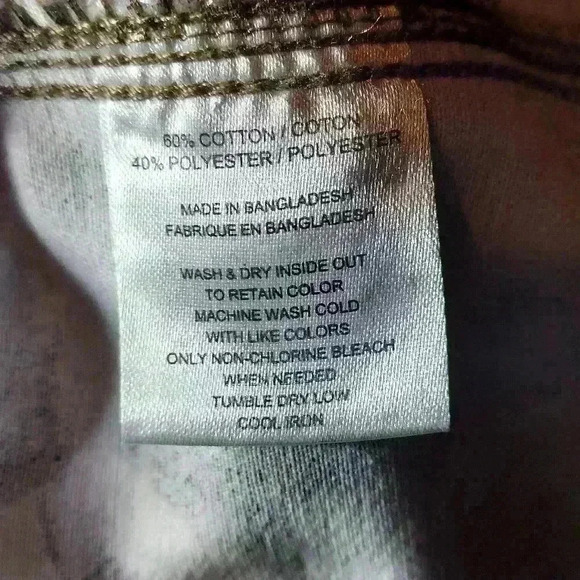 60% COTTON / COTON
40% POLYESTER / POLYESTER
MADE IN BANGLADESH
FABRIQUE EN BANGLADESH
WASH & DRY INSIDE OUT
TO RETAIN COLOR
MACHINE WASH COLD
WITH LIKE COLORS
ONLY NON-CHLORINE BLEACH
WHEN NEEDED
TUMBLE DRY LOW
COOL IRON